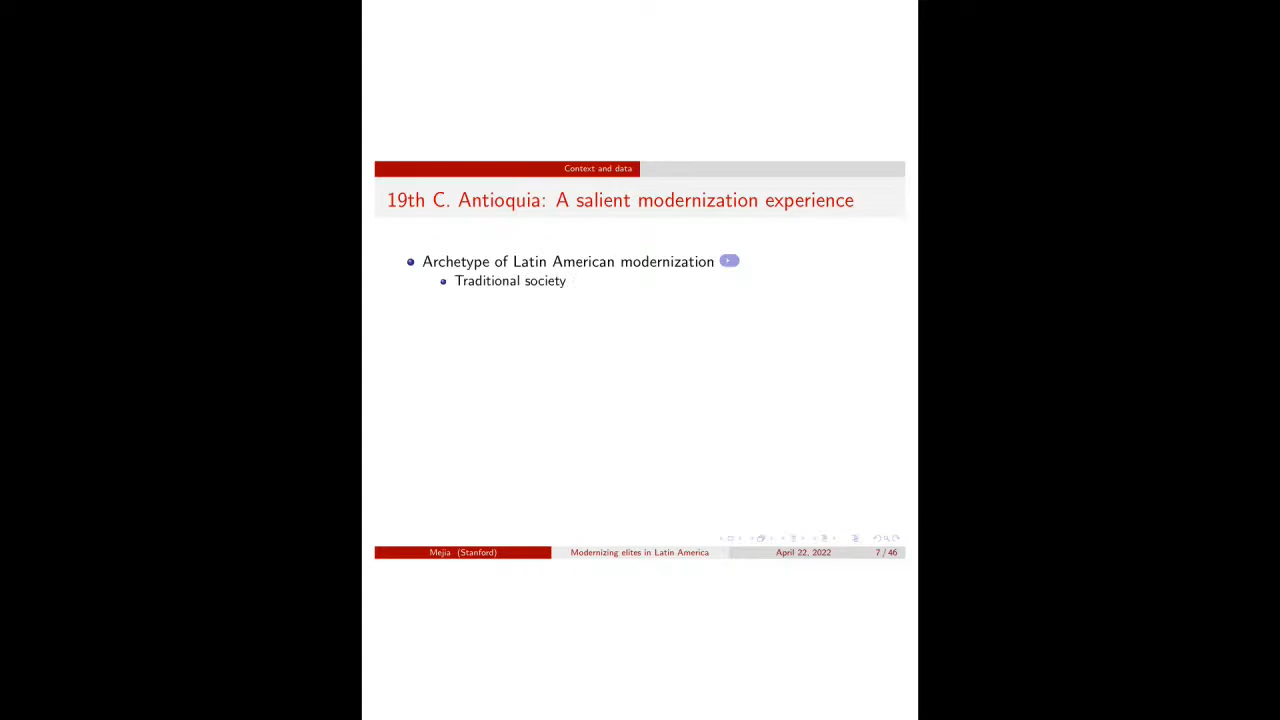 Context and data
19th C. Antioquia: A salient modernization experience
Archetype of Latin American modernization
Traditional society
Mejia (Stanford) Modernizing elites in Latin America April 22, 2022 7 / 46